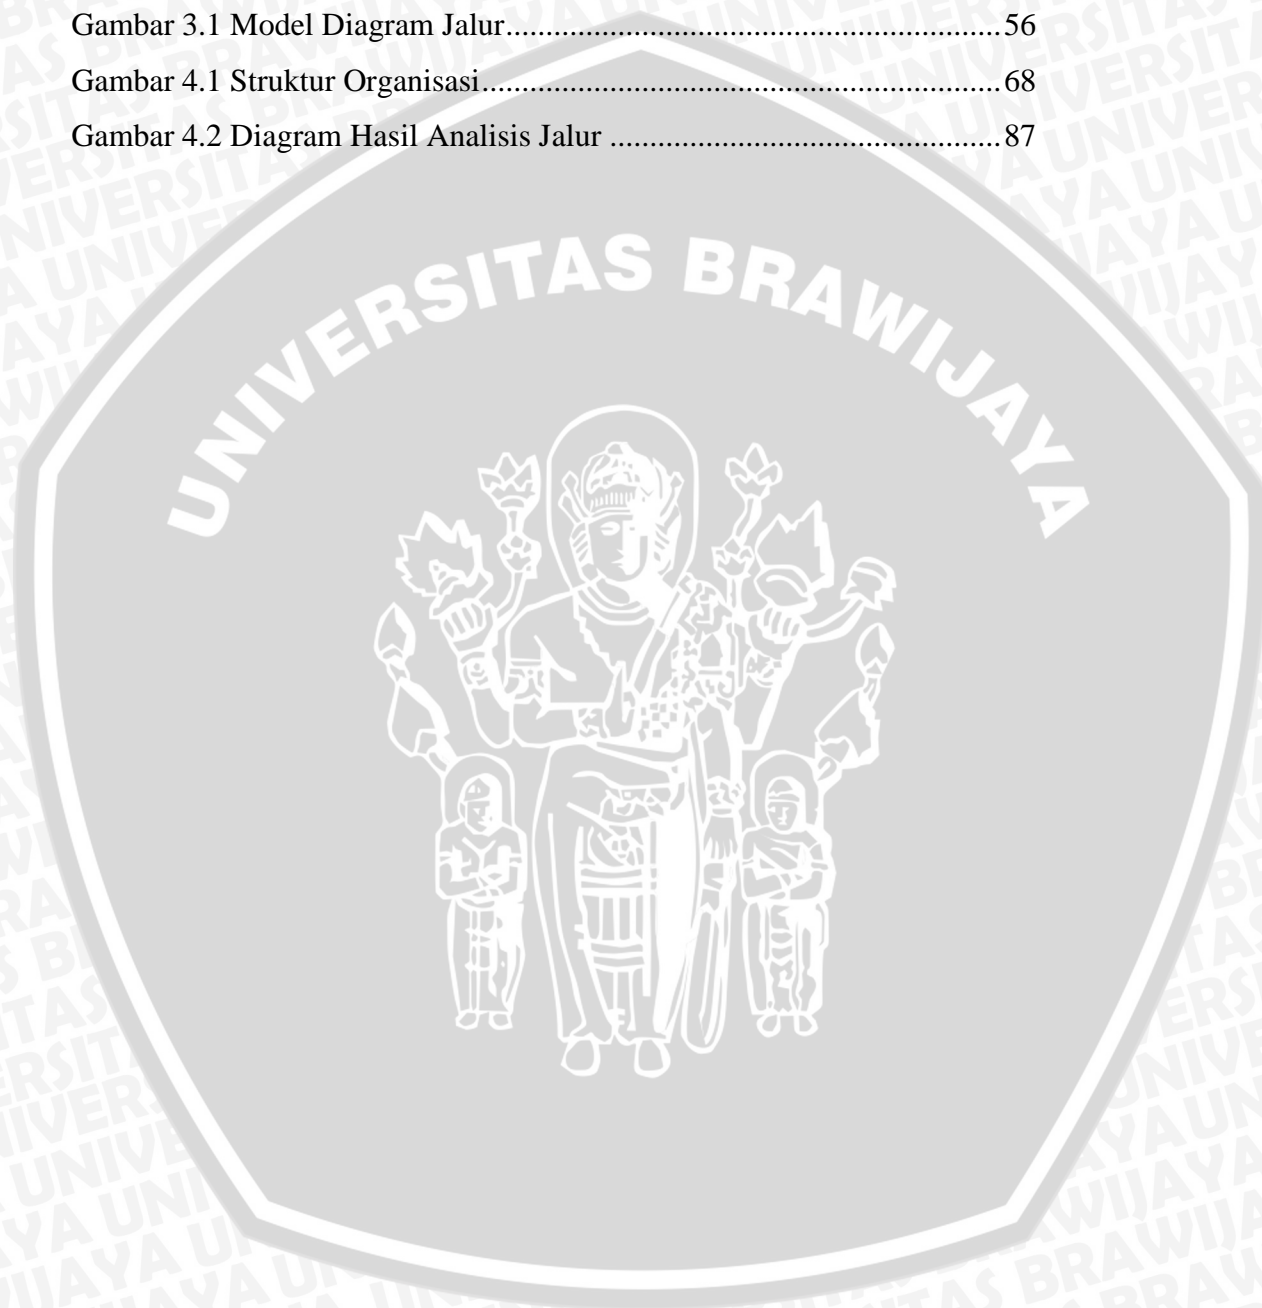 Gambar 3.1 Model Diagram Jalur...............................................................56
Gambar 4.1 Struktur Organisasi..................................................................68
Gambar 4.2 Diagram Hasil Analisis Jalur ..................................................87
UNIVERSITAS BRAWIJAYA